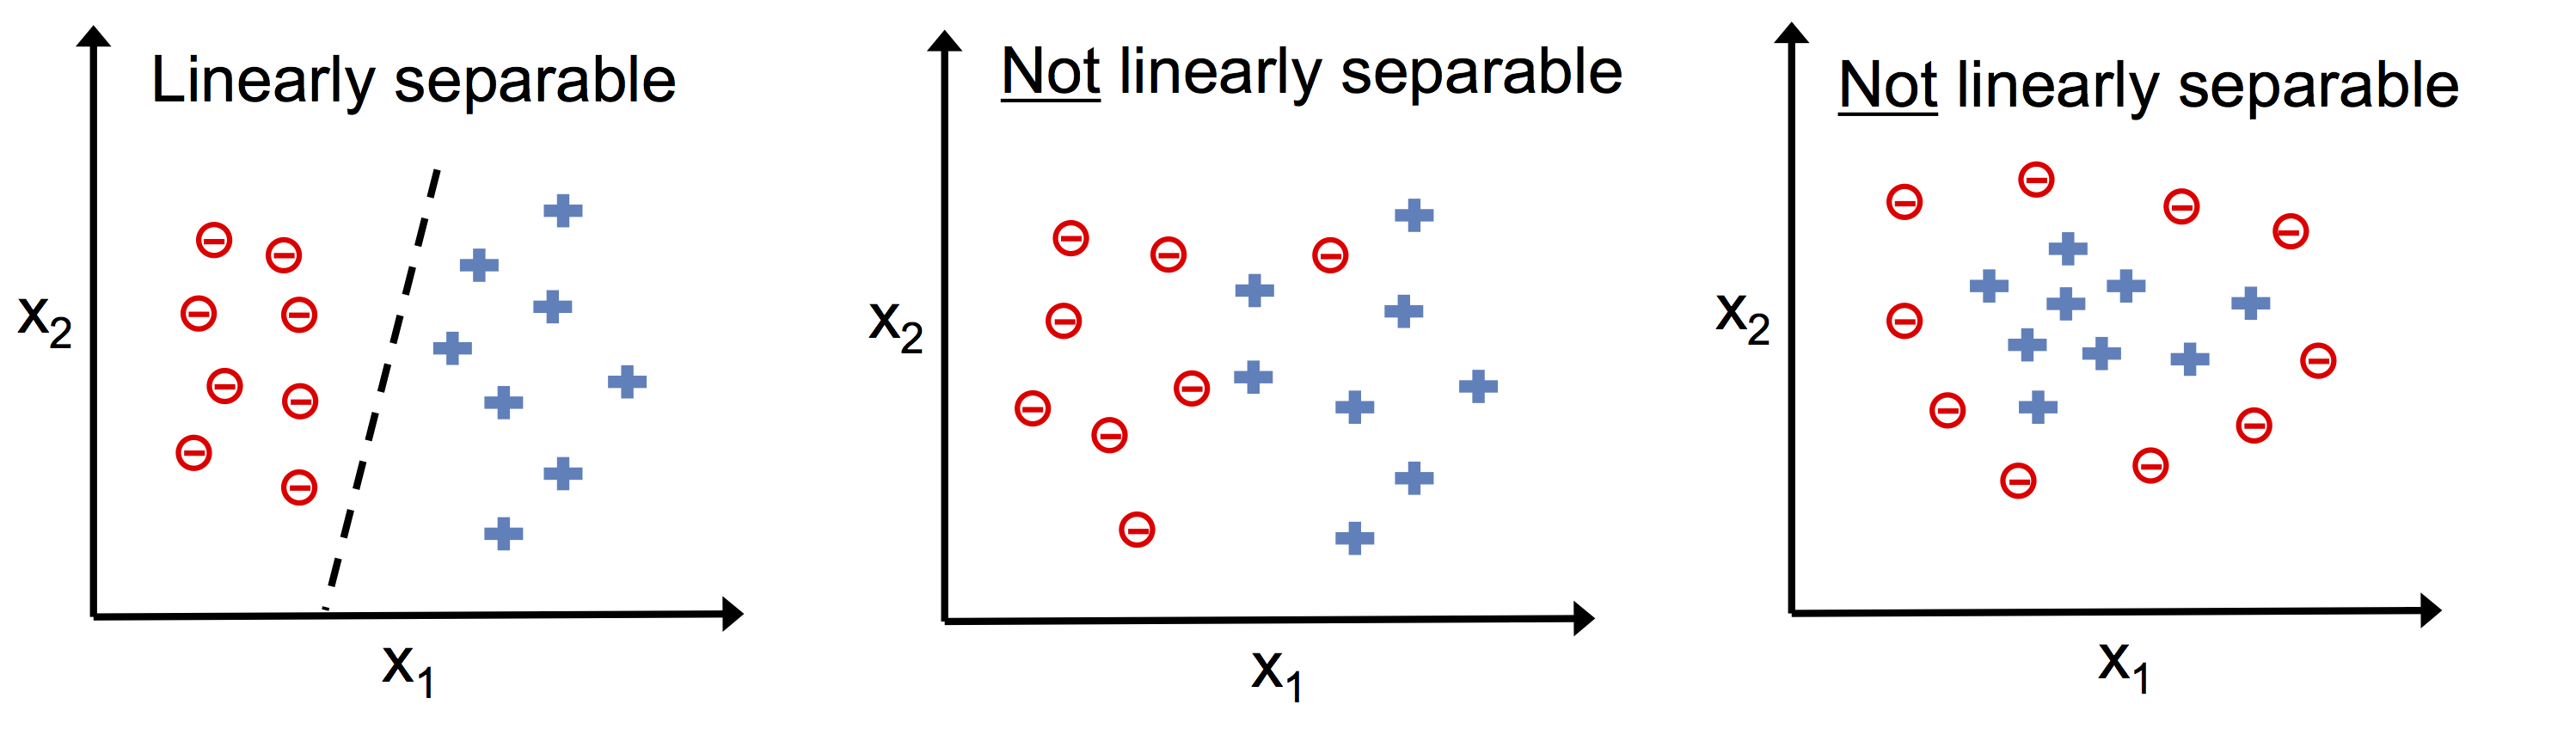 Linearly separable
x₂
x₁
Not linearly separable
x₂
x₁
Not linearly separable
x₂
x₁